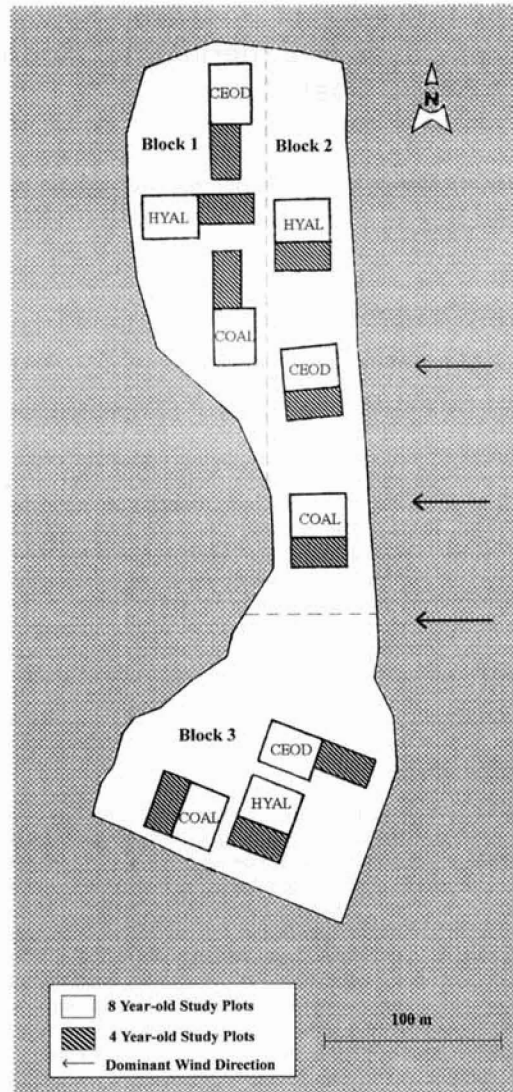 CEOD
N
Block 1
Block 2
HYAL
HYAL
COAL
CEOD
COAL
Block 3
CEOD
HYAL
COAL
8 Year-old Study Plots
4 Year-old Study Plots
Dominant Wind Direction
100 m